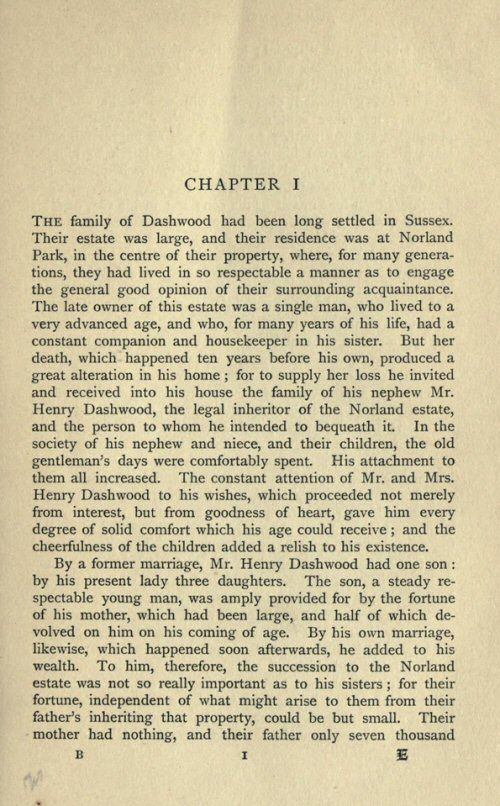 CHAPTER I
THE family of Dashwood had been long settled in Sussex.
Their estate was large, and their residence was at Norland
Park, in the centre of their property, where, for many genera-
tions, they had lived in so respectable a manner as to engage
the general good opinion of their surrounding acquaintance.
The late owner of this estate was a single man, who lived to a
very advanced age, and who, for many years of his life, had a
constant companion and housekeeper in his sister. But her
death, which happened ten years before his own, produced a
great alteration in his home ; for to supply her loss he invited
and received into his house the family of his nephew Mr.
Henry Dashwood, the legal inheritor of the Norland estate,
and the person to whom he intended to bequeath it. In the
society of his nephew and niece, and their children, the old
gentleman's days were comfortably spent. His attachment to
them all increased. The constant attention of Mr. and Mrs.
Henry Dashwood to his wishes, which proceeded not merely
from interest, but from goodness of heart, gave him every
degree of solid comfort which his age could receive ; and the
cheerfulness of the children added a relish to his existence.
By a former marriage, Mr. Henry Dashwood had one son :
by his present lady three daughters. The son, a steady re-
spectable young man, was amply provided for by the fortune
of his mother, which had been large, and half of which de-
volved on him on his coming of age. By his own marriage,
likewise, which happened soon afterwards, he added to his
wealth. To him, therefore, the succession to the Norland
estate was not so really important as to his sisters ; for their
fortune, independent of what might arise to them from their
father's inheriting that property, could be but small. Their
mother had nothing, and their father only seven thousand
B 1 E